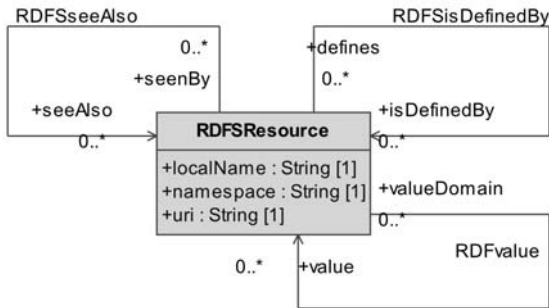 RDFSseeAlso
RDFSisDefinedBy
0..*
+defines
+seenBy
0..*
+seeAlso
+isDefinedBy
0..*
RDFSResource
0..*
+localName : String [1]
+namespace : String [1]
+uri : String [1]
+valueDomain
0..*
RDFvalue
0..*
+value